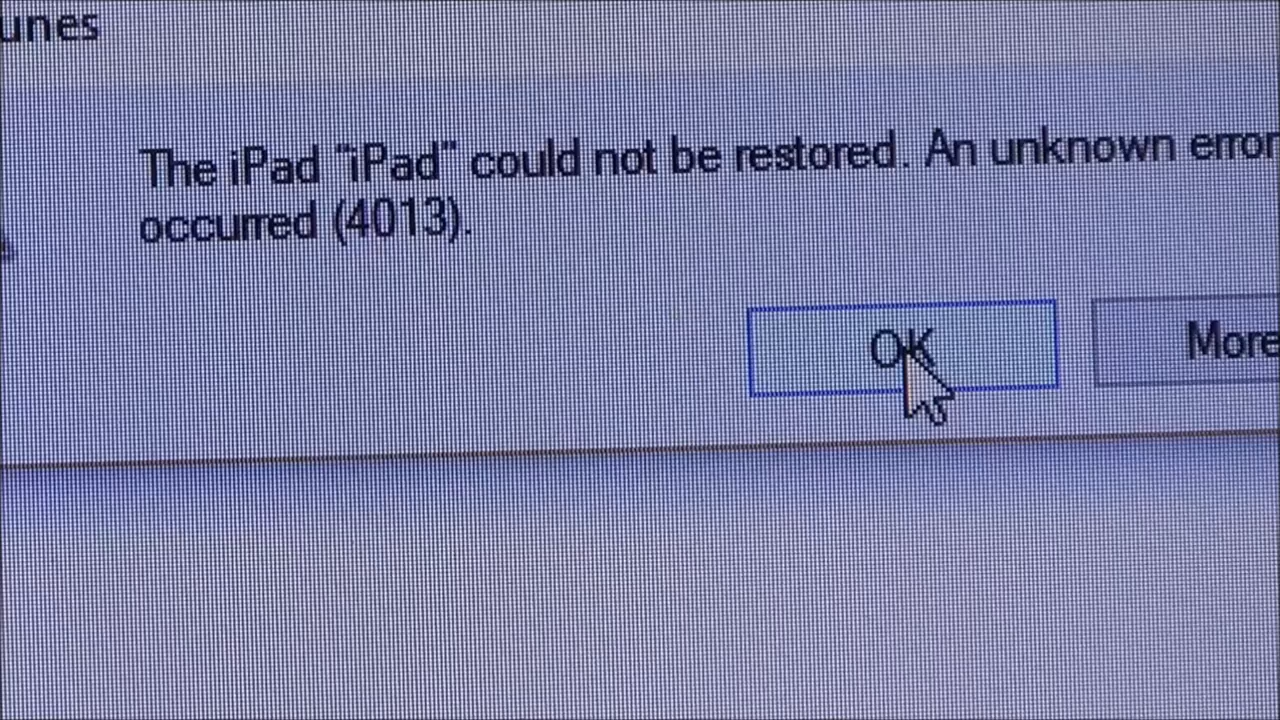 unes
The iPad "iPad" could not be restored. An unknown error
occurred (4013).
OK
More